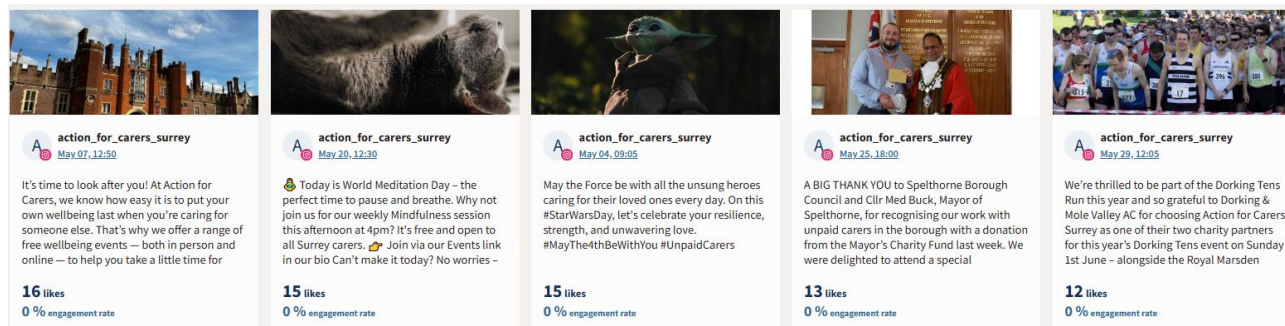 action_for_carers_surrey
May 07, 12:50
It's time to look after you! At Action for
Carers, we know how easy it is to put your
own wellbeing last when you're caring for
someone else. That's why we offer a range of
free wellbeing events — both in person and
online — to help you take a little time for
16 likes
0 % engagement rate
action_for_carers_surrey
May 20, 12:30
🧘 Today is World Meditation Day – the
perfect time to pause and breathe. Why not
join us for our weekly Mindfulness session
this afternoon at 4pm? It's free and open to
all Surrey carers. 👉 Join via our Events link
in our bio Can't make it today? No worries –
15 likes
0 % engagement rate
action_for_carers_surrey
May 04, 09:05
May the Force be with all the unsung heroes
caring for their loved ones every day. On this
#StarWarsDay, let's celebrate your resilience,
strength, and unwavering love.
#MayThe4thBeWithYou #UnpaidCarers
15 likes
0 % engagement rate
action_for_carers_surrey
May 25, 18:00
A BIG THANK YOU to Spelthorne Borough
Council and Cllr Med Buck, Mayor of
Spelthorne, for recognising our work with
unpaid carers in the borough with a donation
from the Mayor's Charity Fund last week. We
were delighted to attend a special
13 likes
0 % engagement rate
action_for_carers_surrey
May 29, 12:05
We're thrilled to be part of the Dorking Tens
Run this year and so grateful to Dorking &
Mole Valley AC for choosing Action for Carers
Surrey as one of their two charity partners
for this year's Dorking Tens event on Sunday
1st June – alongside the Royal Marsden
12 likes
0 % engagement rate